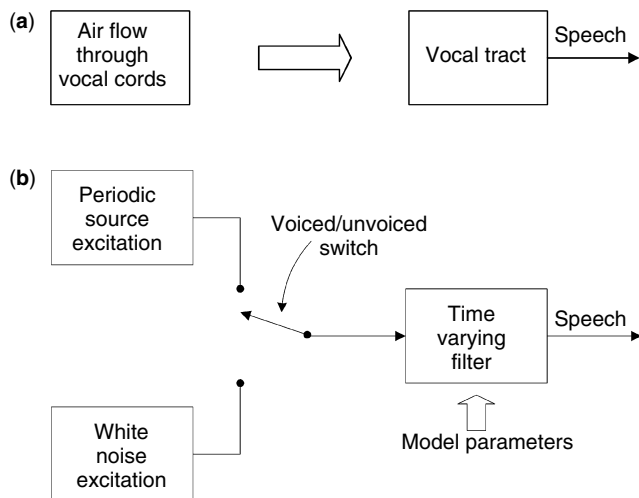 (a)
Air flow
through
vocal cords
Vocal tract
Speech
(b)
Periodic
source
excitation
Voiced/unvoiced
switch
Time
varying
filter
Speech
White
noise
excitation
Model parameters